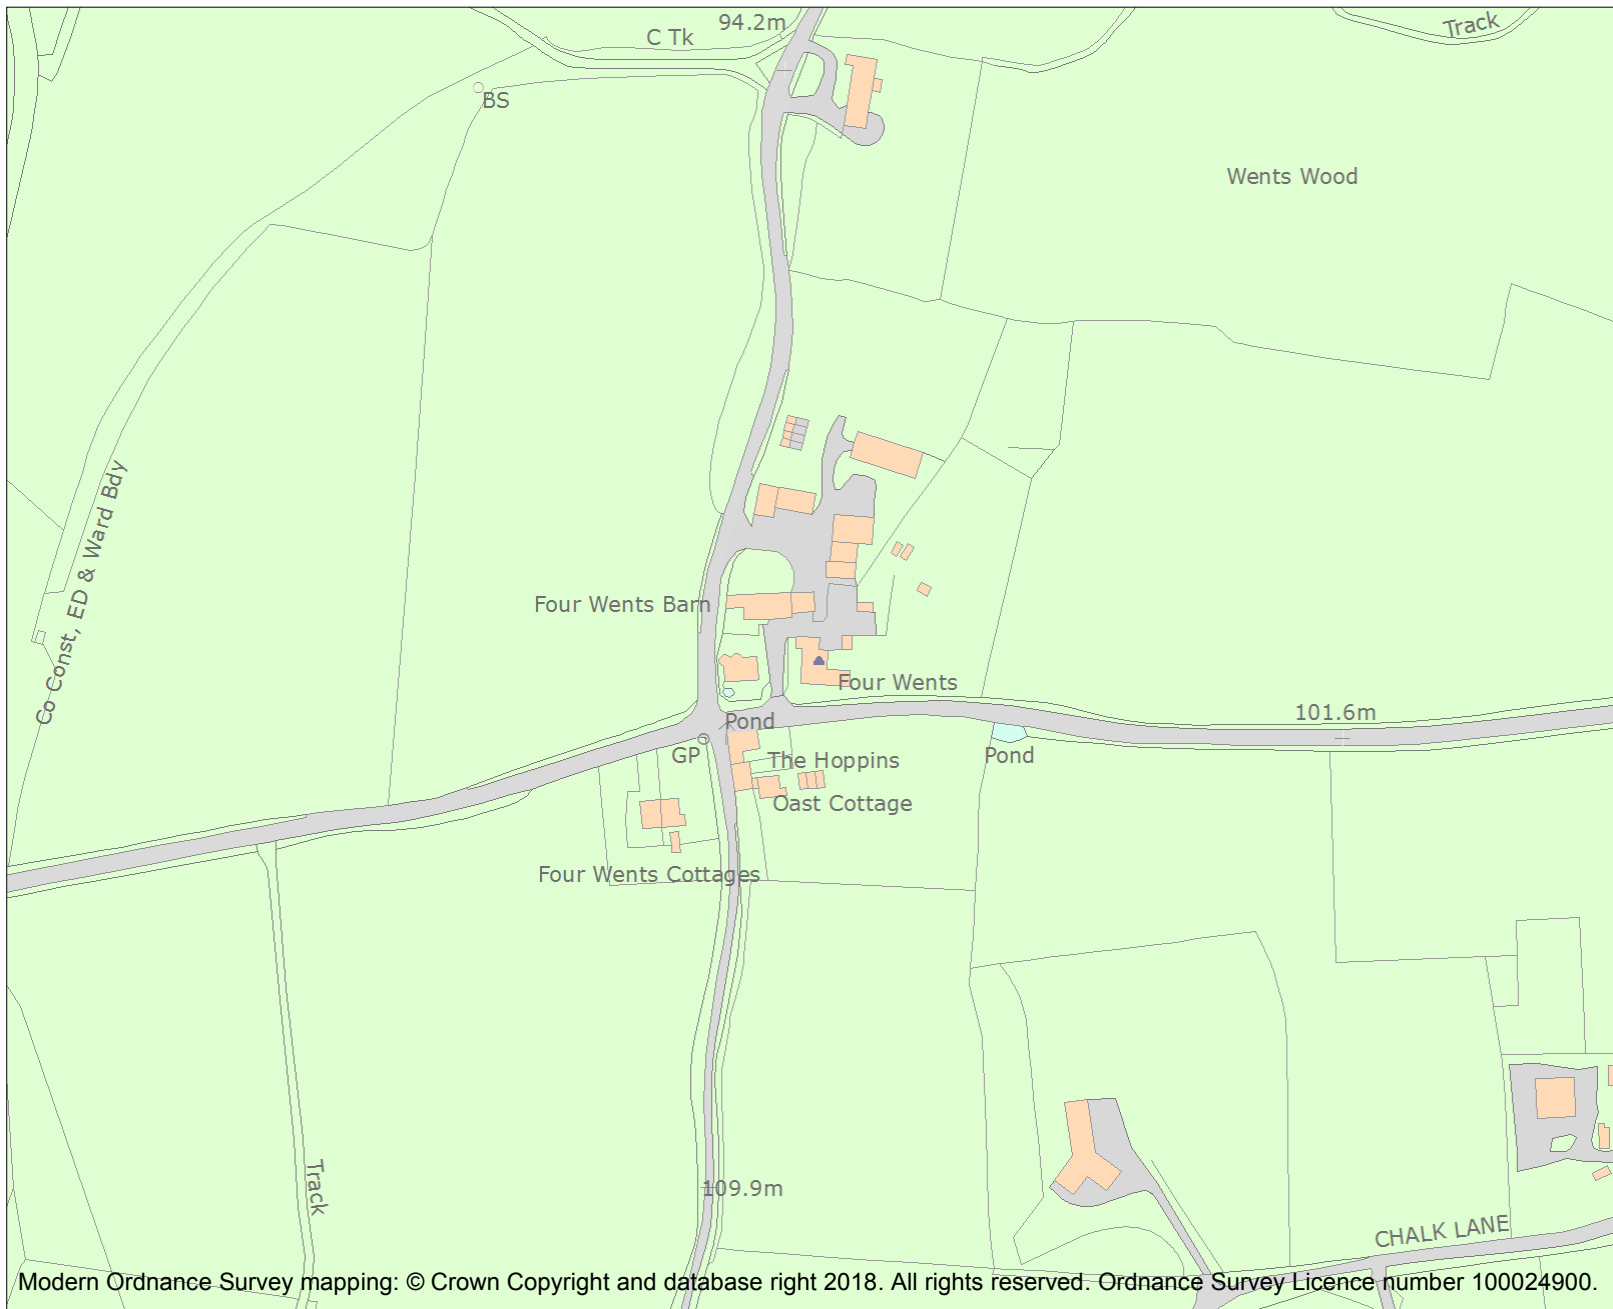 94.2m
C Tk
Track
BS
Wents Wood
Co Const, ED & Ward Bdy
Four Wents Barn
Four Wents
101.6m
Pond
GP
The Hoppins
Pond
Oast Cottage
Four Wents Cottages
Track
109.9m
CHALK LANE
Modern Ordnance Survey mapping: © Crown Copyright and database right 2018. All rights reserved. Ordnance Survey Licence number 100024900.